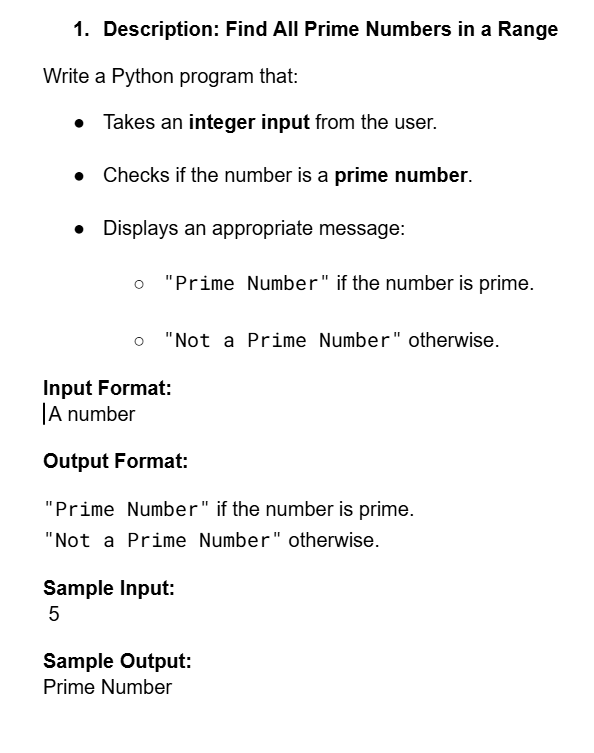 1. Description: Find All Prime Numbers in a Range
Write a Python program that:
● Takes an integer input from the user.
● Checks if the number is a prime number.
● Displays an appropriate message:
○ "Prime Number" if the number is prime.
○ "Not a Prime Number" otherwise.
Input Format:
A number
Output Format:
"Prime Number" if the number is prime.
"Not a Prime Number" otherwise.
Sample Input:
5
Sample Output:
Prime Number